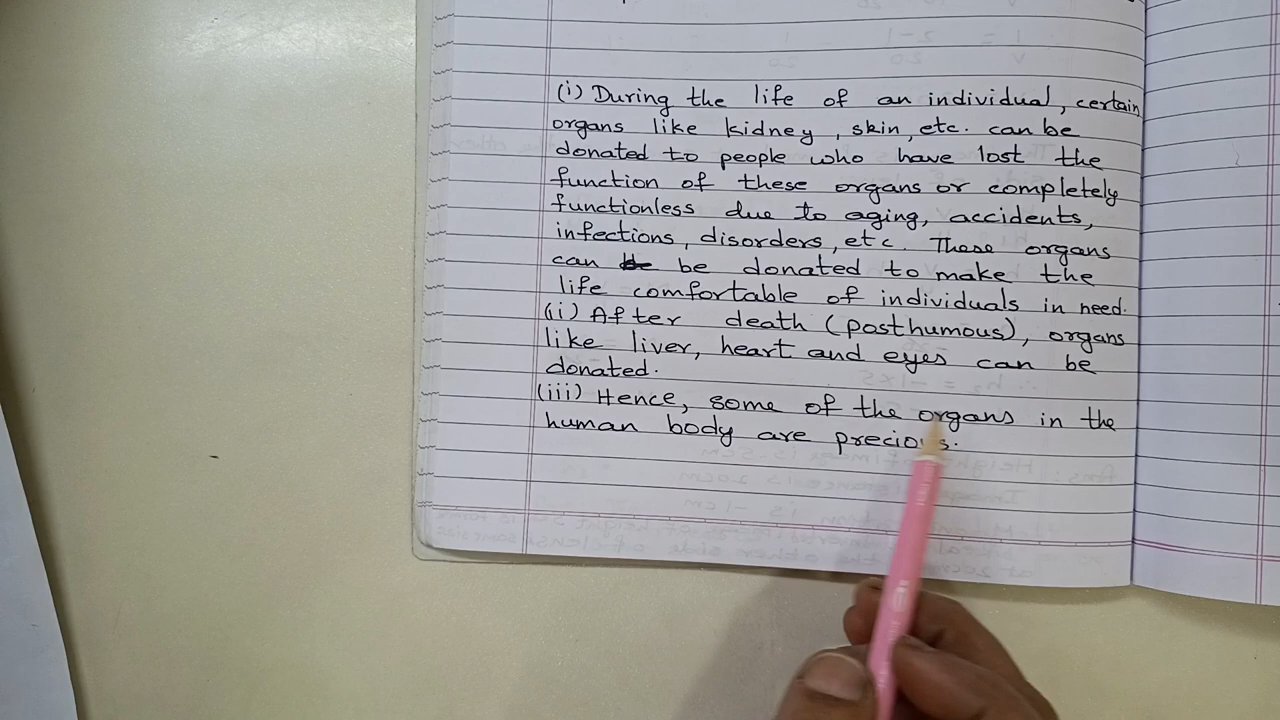 (i) During the life of an individual, certain
organs like kidney, skin, etc. can be
donated to people who have lost the
function of these organs or completely
functionless due to aging, accidents,
infections, disorders, etc. These organs
can be be donated to make the
life comfortable of individuals in need.
(ii) After death (posthumous), organs
like liver, heart and eyes can be
donated.
(iii) Hence, some of the organs in the
human body are precious.